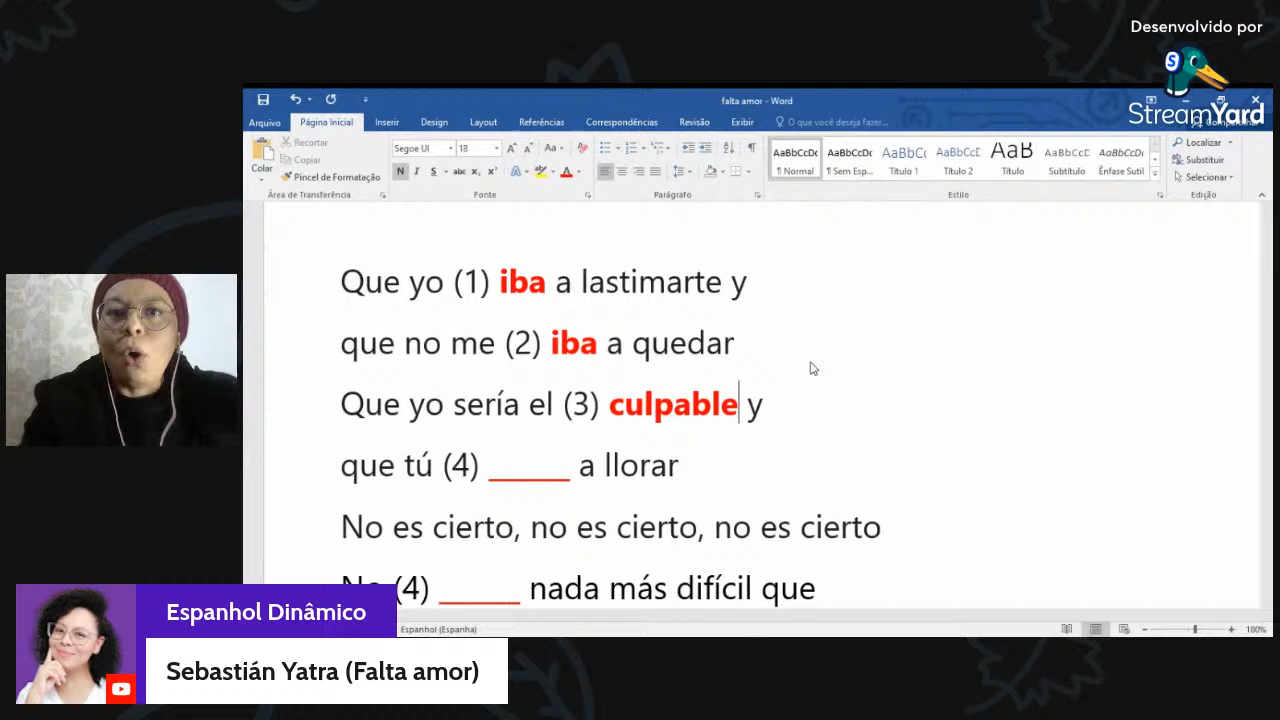 Desenvolvido por
StreamYard
falta amor - Word
Arquivo Página Inicial Inserir Design Layout Referências Correspondências Revisão Exibir O que você deseja fazer...
Colar
Recortar
Copiar
Pincel de Formatação
Área de Transferência
Segoe UI 18
Fonte
Parágrafo
AaBbCcDc AaBbCcDc AaBbC AaBbCcC AaB AaBbCcC AaBbCcDc
¶ Normal ¶ Sem Esp... Título 1 Título 2 Título Subtítulo Ênfase Sutil
Estilo
Localizar
Substituir
Selecionar
Edição
Que yo (1) iba a lastimarte y
que no me (2) iba a quedar
Que yo sería el (3) culpable y
que tú (4) ______ a llorar
No es cierto, no es cierto, no es cierto
No (4) ______ nada más difícil que
Espanhol (Espanha)
180%
Espanhol Dinâmico
Sebastián Yatra (Falta amor)